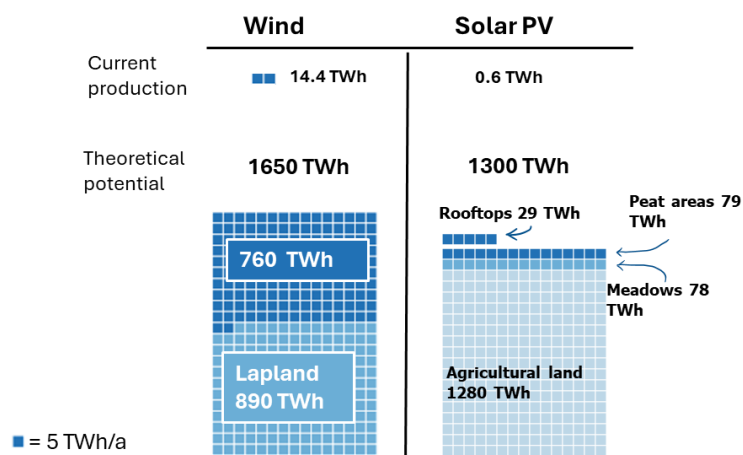 Wind
Solar PV
Current
production
14.4 TWh
0.6 TWh
Theoretical
potential
1650 TWh
1300 TWh
Rooftops 29 TWh
Peat areas 79
TWh
760 TWh
Meadows 78
TWh
Lapland
890 TWh
Agricultural land
1280 TWh
= 5 TWh/a